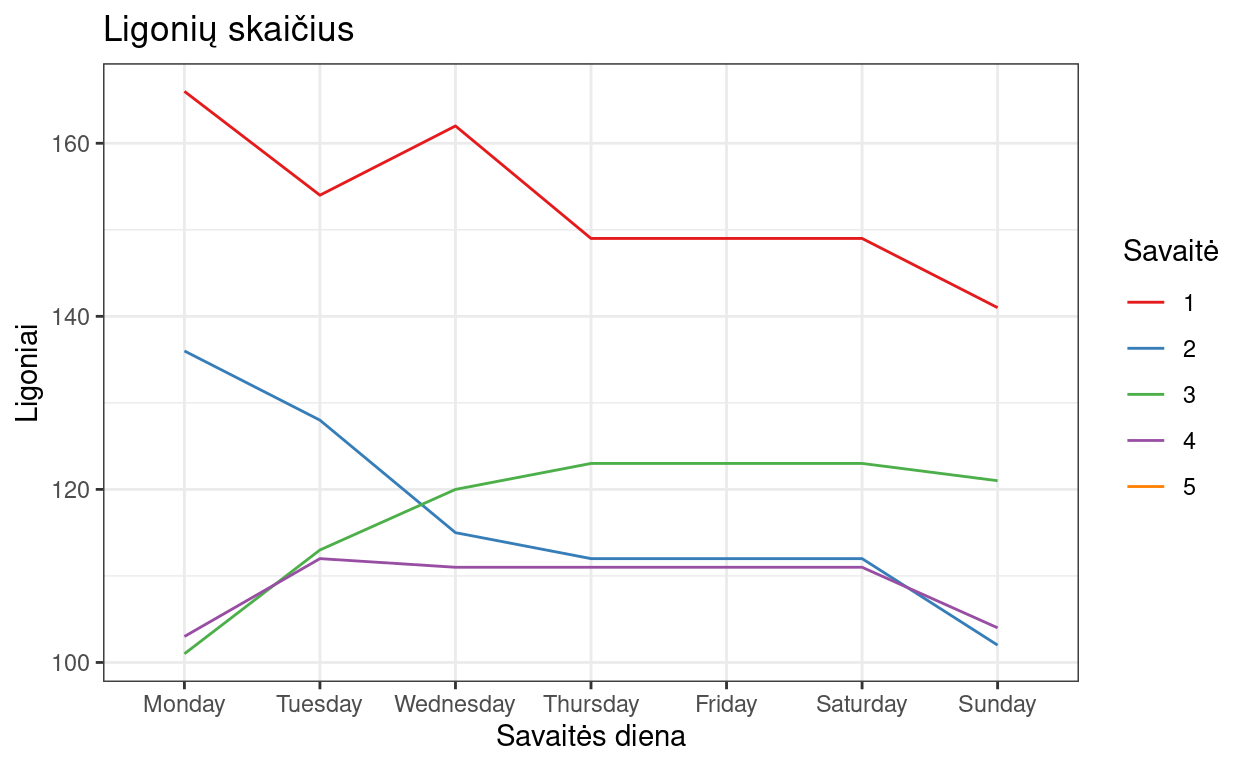 Ligonių skaičius
Ligoniai
160
140
120
100
Monday Tuesday Wednesday Thursday Friday Saturday Sunday
Savaitės diena
Savaitė
1
2
3
4
5